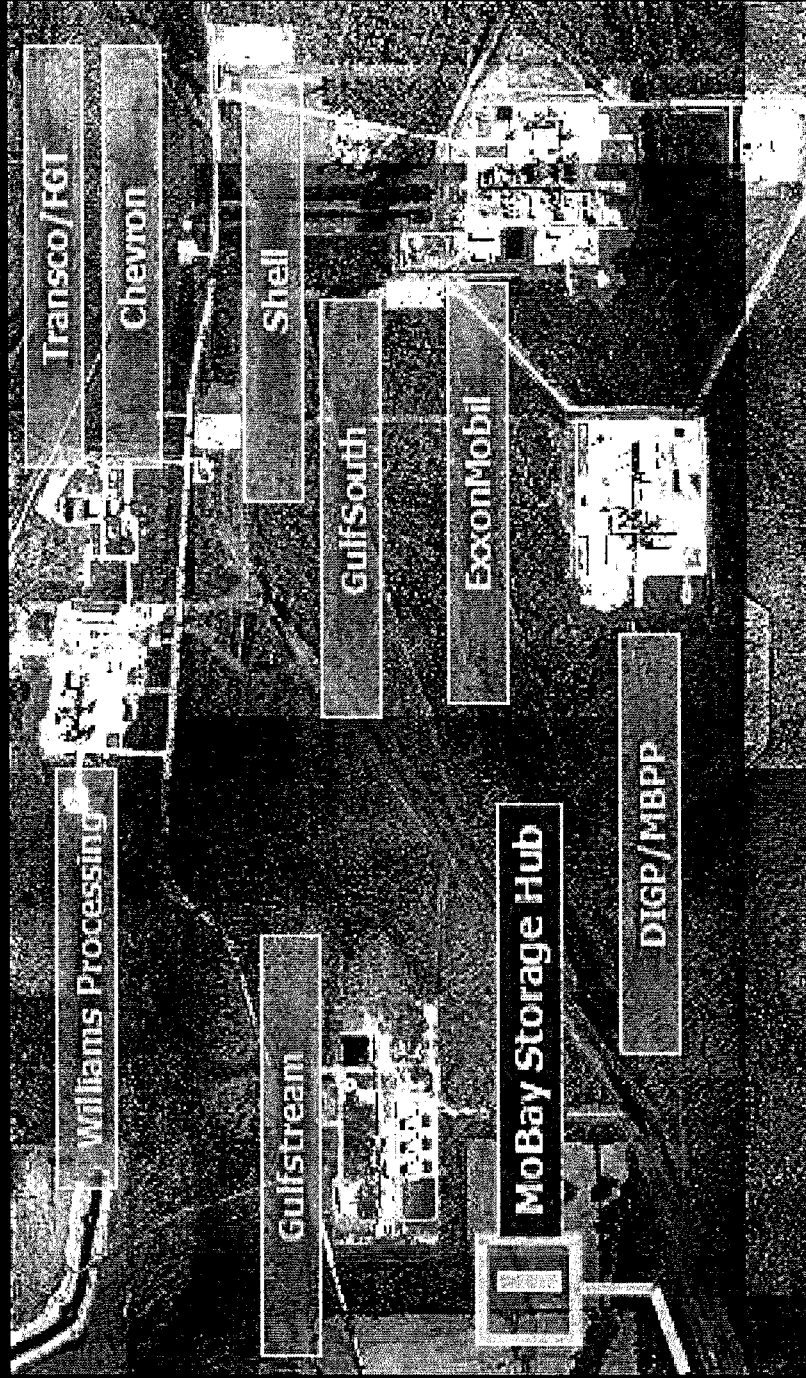 Transco/FGT
Chevron
Williams Processing
Shell
Gulfstream
GulfSouth
ExxonMobil
MoBay Storage Hub
DIGP/MBPP